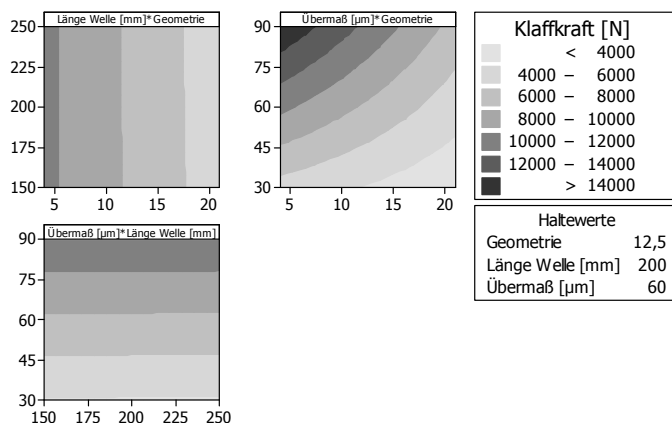 Länge Welle [mm]* Geometrie
250
225
200
175
150
5 10 15 20
Übermaß [µm]* Geometrie
90
75
60
45
30
5 10 15 20
Klaffkraft [N]
< 4000
4000 – 6000
6000 – 8000
8000 – 10000
10000 – 12000
12000 – 14000
> 14000
Übermaß [µm]*Länge Welle [mm]
90
75
60
45
30
150 175 200 225 250
Haltewerte
Geometrie 12,5
Länge Welle [mm] 200
Übermaß [µm] 60